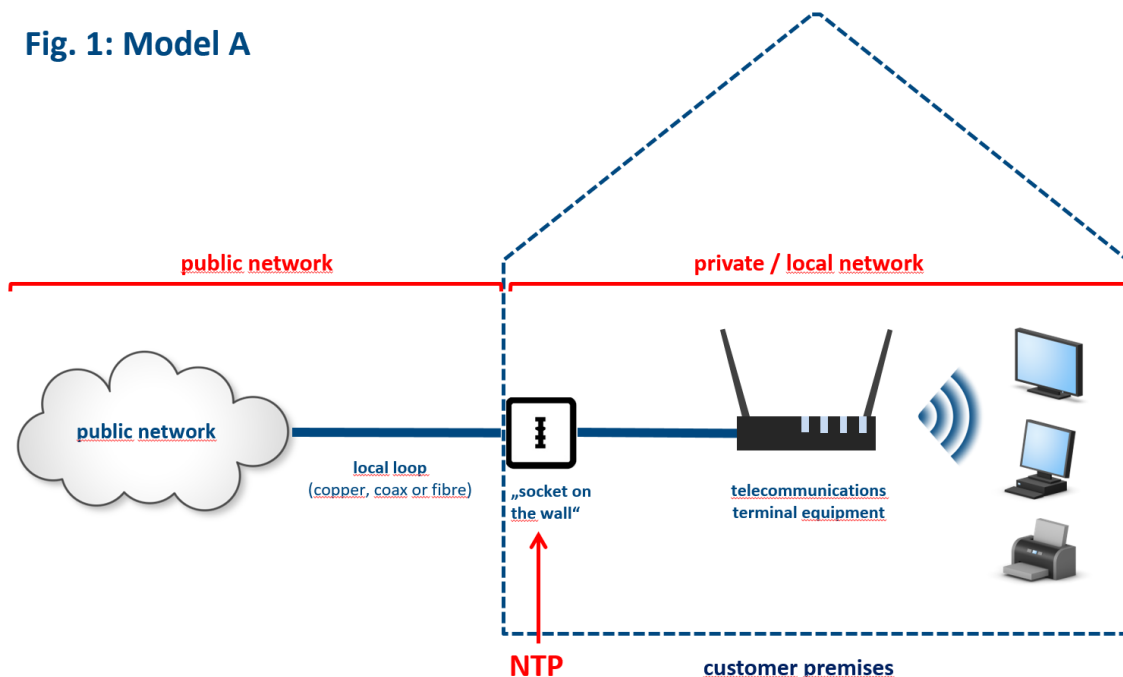 Fig. 1: Model A
public network
private / local network
public network
local loop
(copper, coax or fibre)
„socket on
the wall“
telecommunications
terminal equipment
NTP
customer premises